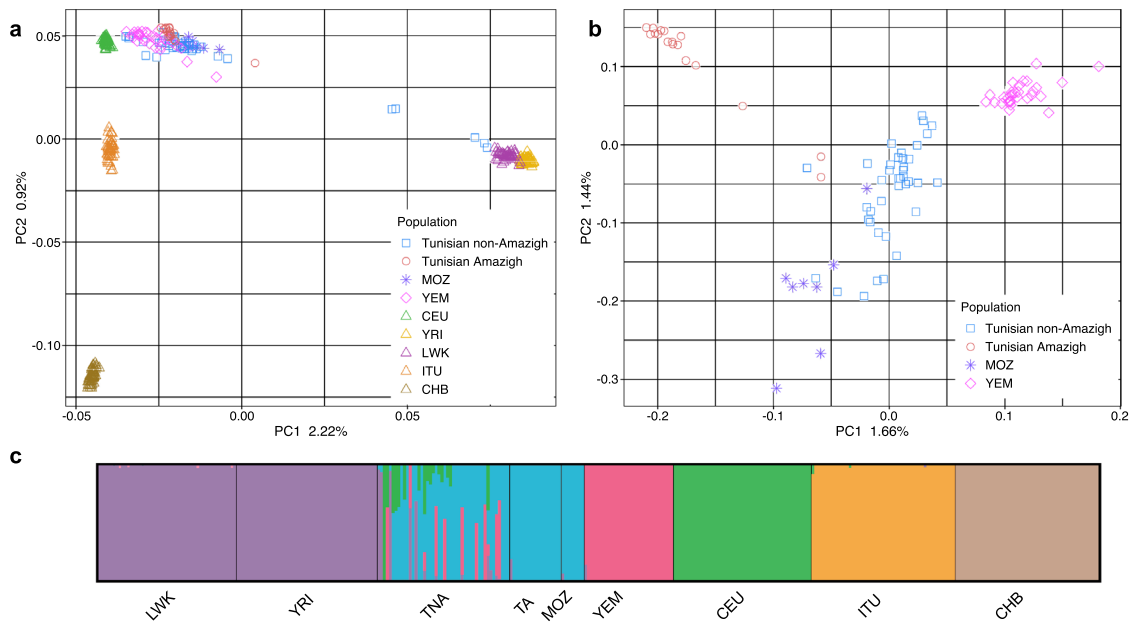 a
0.05
0.00
-0.05
-0.10
PC2 0.92%
-0.05
0.00
0.05
PC1 2.22%
Population
Tunisian non-Amazigh
Tunisian Amazigh
MOZ
YEM
CEU
YRI
LWK
ITU
CHB
b
0.1
0.0
-0.1
-0.2
-0.3
PC2 1.44%
-0.2
-0.1
0.0
0.1
0.2
PC1 1.66%
Population
Tunisian non-Amazigh
Tunisian Amazigh
MOZ
YEM
c
LWK
YRI
TNA
TA
MOZ
YEM
CEU
ITU
CHB